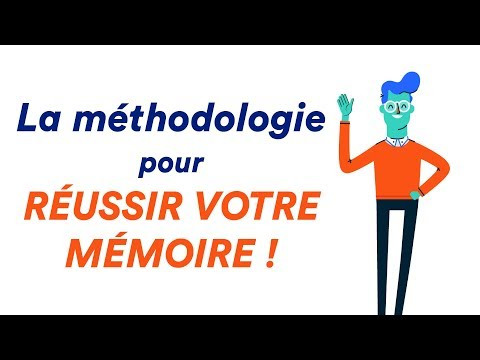 La méthodologie
pour
RÉUSSIR VOTRE
MÉMOIRE !